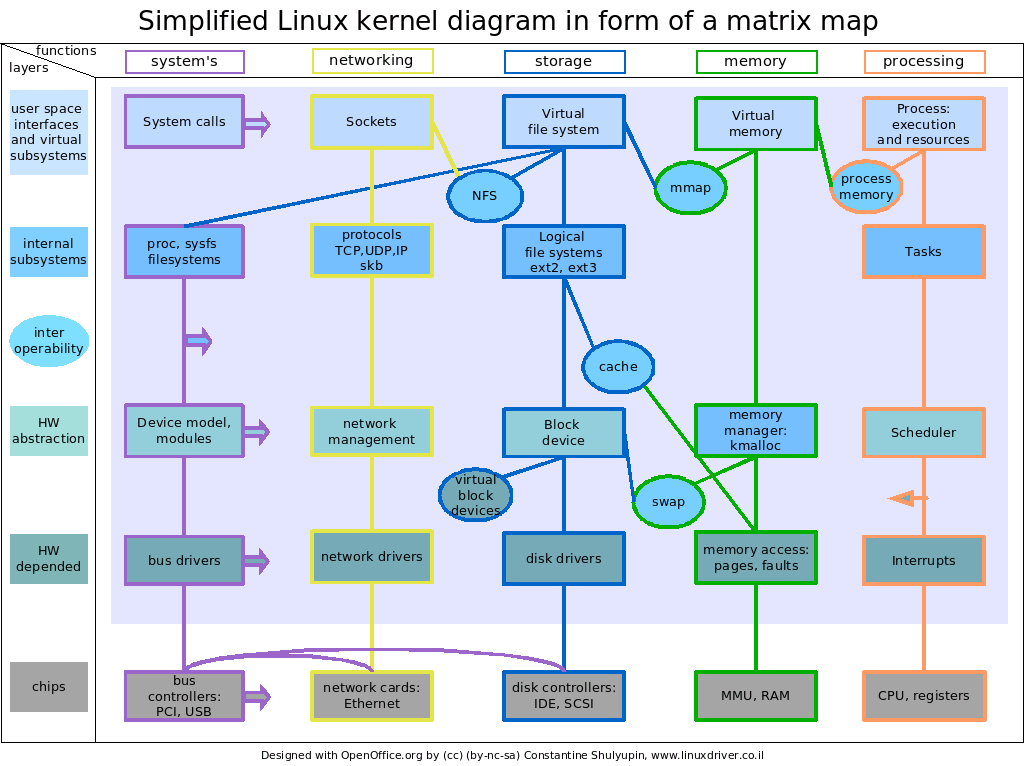 Simplified Linux kernel diagram in form of a matrix map
functions
layers
system's
networking
storage
memory
processing
user space
interfaces
and virtual
subsystems
System calls
Sockets
Virtual
file system
Virtual
memory
Process:
execution
and resources
NFS
mmap
process
memory
internal
subsystems
proc, sysfs
filesystems
protocols
TCP,UDP,IP
skb
Logical
file systems
ext2, ext3
Tasks
inter
operability
cache
HW
abstraction
Device model,
modules
network
management
Block
device
memory
manager:
kmalloc
Scheduler
virtual
block
devices
swap
HW
depended
bus drivers
network drivers
disk drivers
memory access:
pages, faults
Interrupts
chips
bus
controllers:
PCI, USB
network cards:
Ethernet
disk controllers:
IDE, SCSI
MMU, RAM
CPU, registers
Designed with OpenOffice.org by (cc) (by-nc-sa) Constantine Shulyupin, www.linuxdriver.co.il